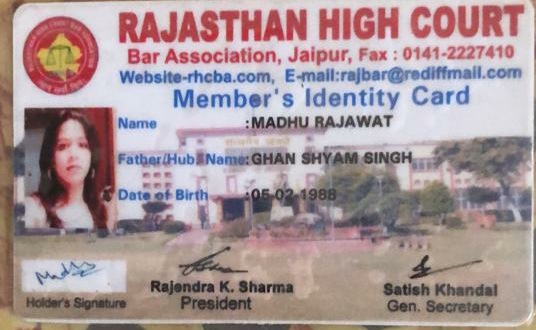 RAJASTHAN HIGH COURT
Bar Association, Jaipur, Fax : 0141-2227410
Website-rhcba.com, E-mail:rajbar@rediffmail.com
Member's Identity Card
Name :MADHU RAJAWAT
Father/Hub. Name:GHAN SHYAM SINGH
Date of Birth :05-02-1988
Madhu
Holder's Signature
Rajendra K. Sharma
President
Satish Khandal
Gen. Secretary